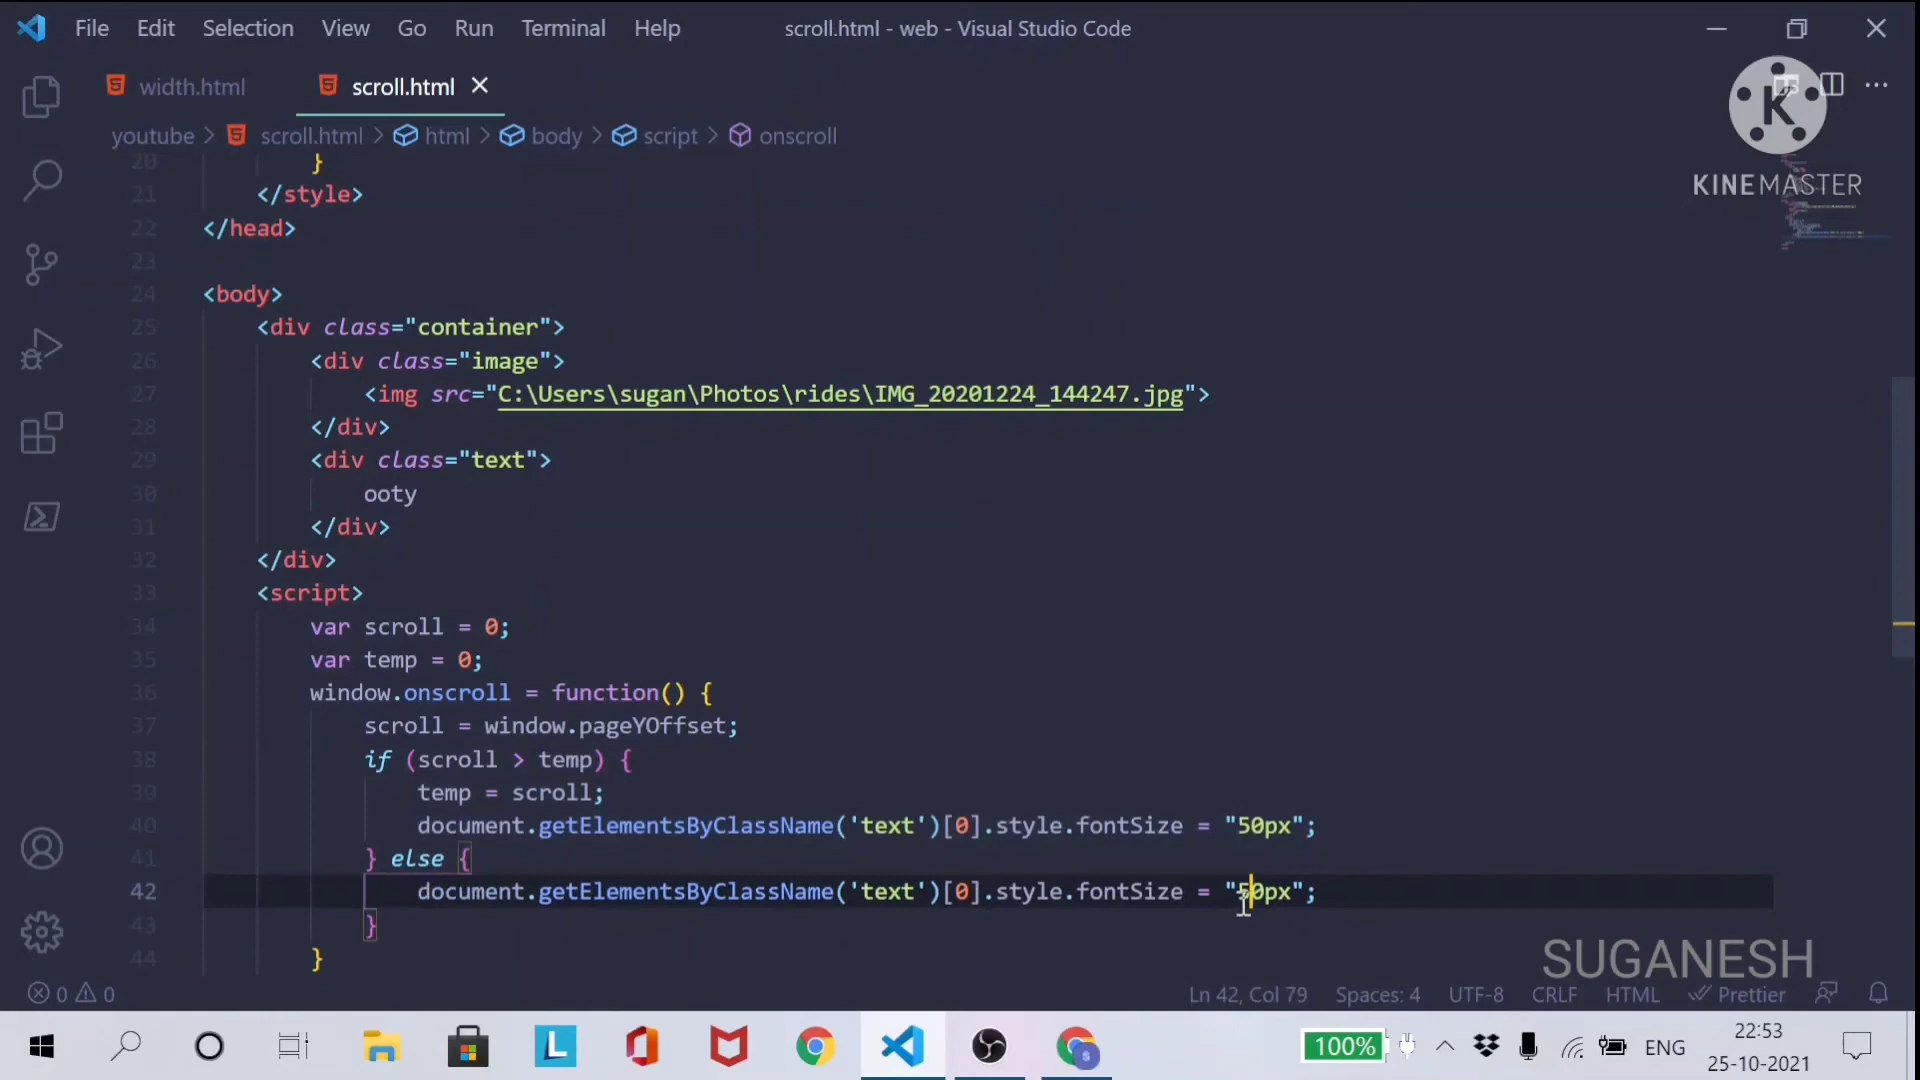 File Edit Selection View Go Run Terminal Help scroll.html - web - Visual Studio Code
width.html scroll.html
K
KINEMASTER
youtube > scroll.html > html > body > script > onscroll
20 }
21 </style>
22 </head>
23
24 <body>
25 <div class="container">
26 <div class="image">
27 <img src="C:\Users\sugan\Photos\rides\IMG_20201224_144247.jpg">
28 </div>
29 <div class="text">
30 ooty
31 </div>
32 </div>
33 <script>
34 var scroll = 0;
35 var temp = 0;
36 window.onscroll = function() {
37 scroll = window.pageYOffset;
38 if (scroll > temp) {
39 temp = scroll;
40 document.getElementsByClassName('text')[0].style.fontSize = "50px";
41 } else {
42 document.getElementsByClassName('text')[0].style.fontSize = "50px";
43 }
44 }
SUGANESH
0 0 Ln 42, Col 79 Spaces: 4 UTF-8 CRLF HTML Prettier
L 100% ENG 22:53
25-10-2021